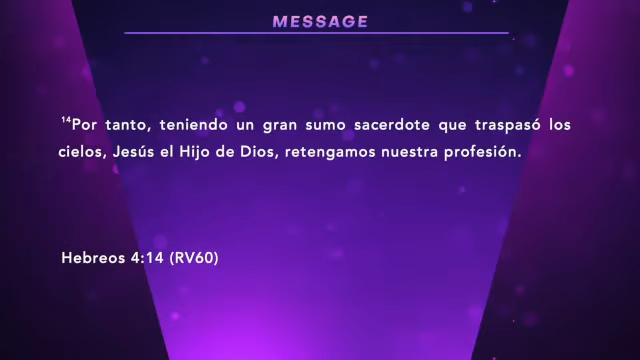 MESSAGE
¹⁴Por tanto, teniendo un gran sumo sacerdote que traspasó los
cielos, Jesús el Hijo de Dios, retengamos nuestra profesión.
Hebreos 4:14 (RV60)